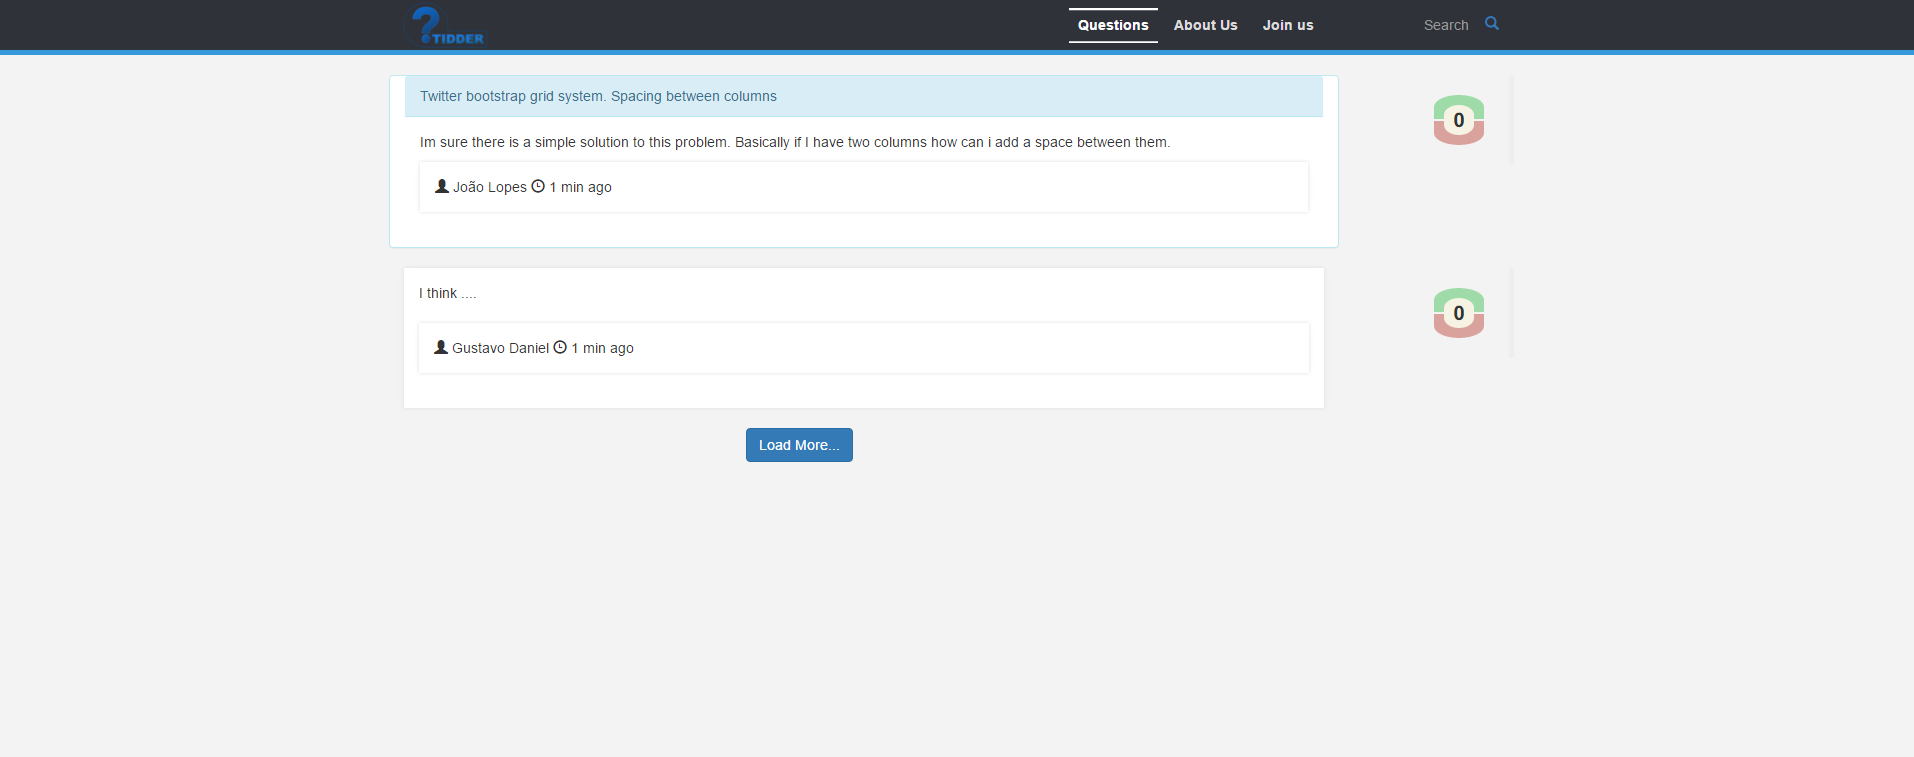 ?TIDDER
Questions About Us Join us Search
Twitter bootstrap grid system. Spacing between columns
Im sure there is a simple solution to this problem. Basically if I have two columns how can i add a space between them.
João Lopes 1 min ago
0
I think ....
Gustavo Daniel 1 min ago
0
Load More...